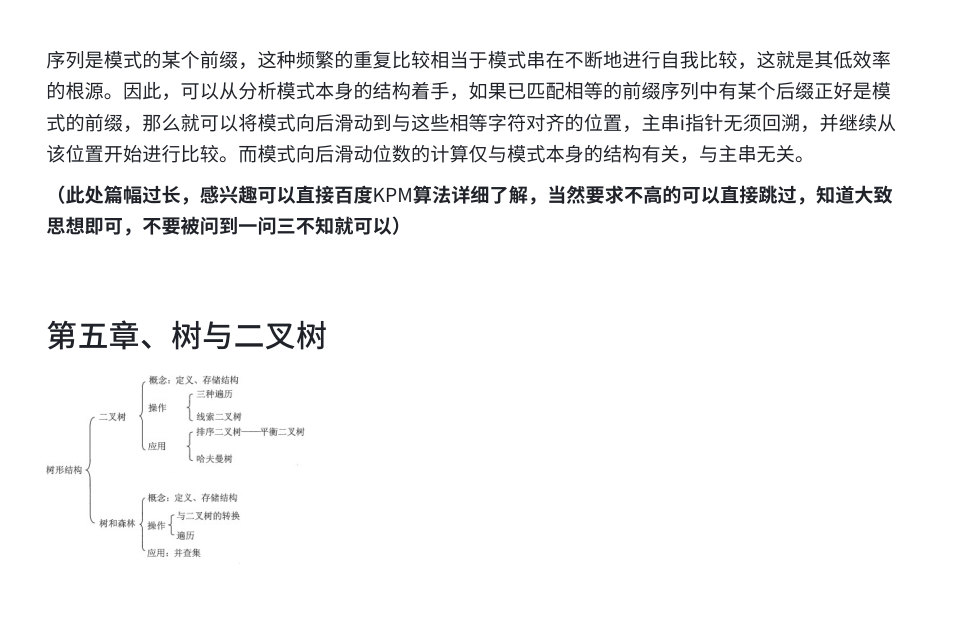 序列是模式的某个前缀，这种频繁的重复比较相当于模式串在不断地进行自我比较，这就是其低效率
的根源。因此，可以从分析模式本身的结构着手，如果已匹配相等的前缀序列中有某个后缀正好是模
式的前缀，那么就可以将模式向后滑动到与这些相等字符对齐的位置，主串i指针无须回溯，并继续从
该位置开始进行比较。而模式向后滑动位数的计算仅与模式本身的结构有关，与主串无关。
（此处篇幅过长，感兴趣可以直接百度KPM算法详细了解，当然要求不高的可以直接跳过，知道大致
思想即可，不要被问到一问三不知就可以）
第五章、树与二叉树
树形结构
二叉树
概念：定义、存储结构
操作
三种遍历
线索二叉树
应用
排序二叉树——平衡二叉树
哈夫曼树
树和森林
概念：定义、存储结构
操作
与二叉树的转换
遍历
应用：并查集